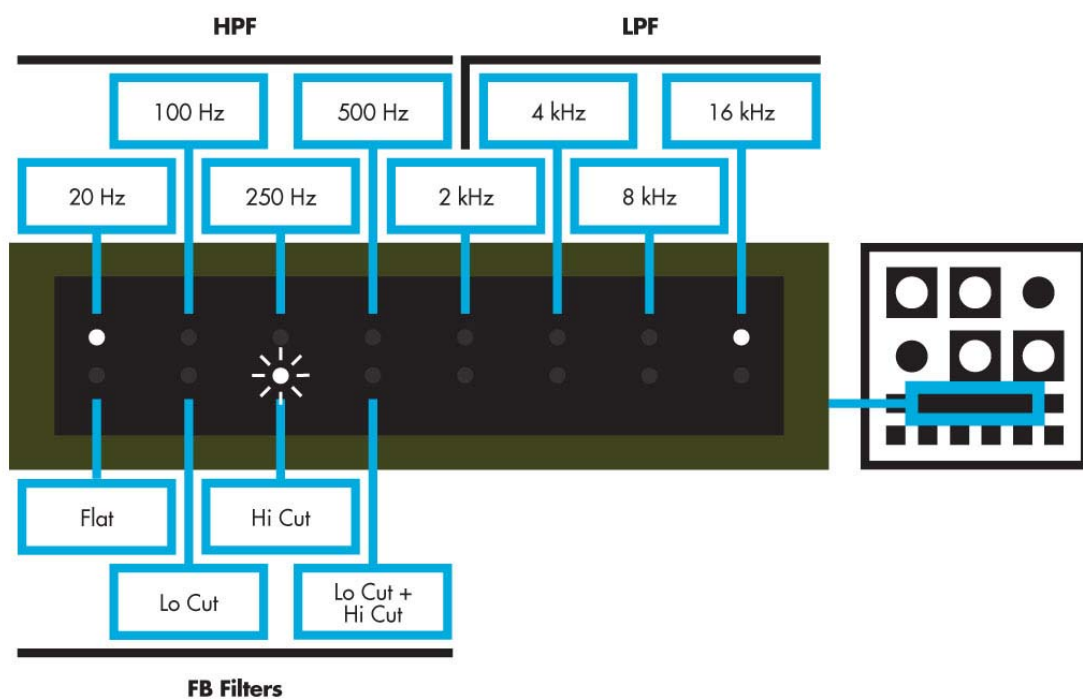 HPF
LPF
100 Hz
500 Hz
4 kHz
16 kHz
20 Hz
250 Hz
2 kHz
8 kHz
Flat
Hi Cut
Lo Cut
Lo Cut +
Hi Cut
FB Filters